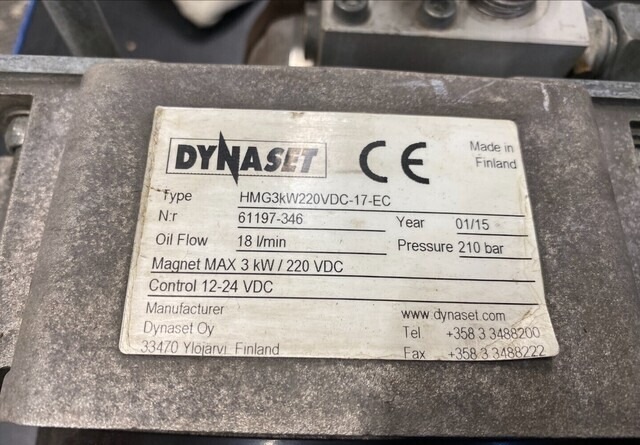 DYNASET CE Made in Finland
Type HMG3kW220VDC-17-EC
N:r 61197-346 Year 01/15
Oil Flow 18 l/min Pressure 210 bar
Magnet MAX 3 kW / 220 VDC
Control 12-24 VDC
Manufacturer www.dynaset.com
Dynaset Oy Tel +358 3 3488200
33470 Ylöjärvi, Finland Fax +358 3 3488222